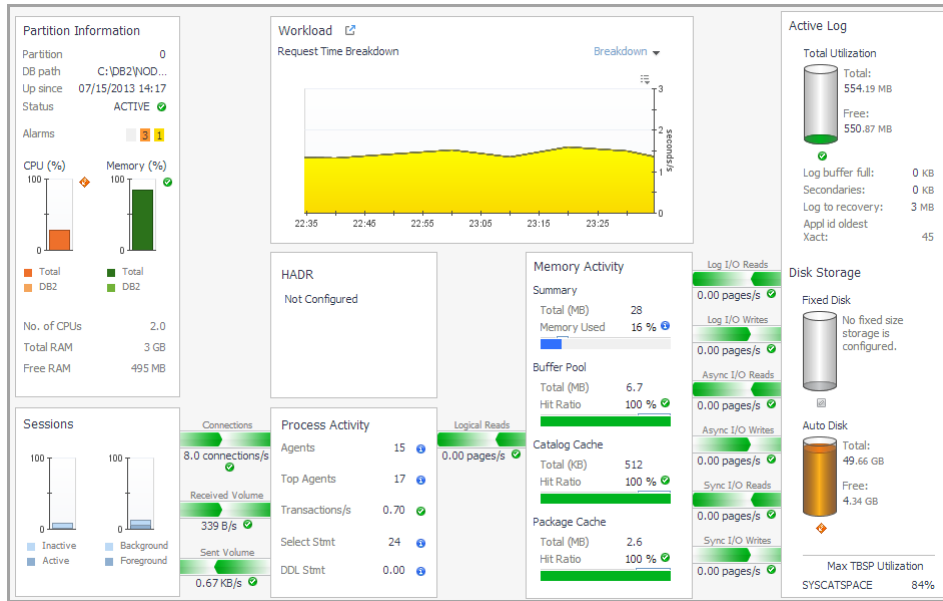 Partition Information
Partition 0
DB path C:\DB2\NOD...
Up since 07/15/2013 14:17
Status ACTIVE
Alarms 3 1
CPU (%) Memory (%)
100 100
0 0
Total Total
DB2 DB2
No. of CPUs 2.0
Total RAM 3 GB
Free RAM 495 MB
Workload
Request Time Breakdown Breakdown
3
2
1
0
seconds/s
22:35 22:45 22:55 23:05 23:15 23:25
HADR
Not Configured
Sessions
100 100
0 0
Inactive Background
Active Foreground
Connections
8.0 connections/s
Received Volume
339 B/s
Sent Volume
0.67 KB/s
Process Activity
Agents 15
Top Agents 17
Transactions/s 0.70
Select Stmt 24
DDL Stmt 0.00
Logical Reads
0.00 pages/s
Memory Activity
Summary
Total (MB) 28
Memory Used 16 %
Buffer Pool
Total (MB) 6.7
Hit Ratio 100 %
Catalog Cache
Total (KB) 512
Hit Ratio 100 %
Package Cache
Total (MB) 2.6
Hit Ratio 100 %
Log I/O Reads
0.00 pages/s
Log I/O Writes
0.00 pages/s
Async I/O Reads
0.00 pages/s
Async I/O Writes
0.00 pages/s
Sync I/O Reads
0.00 pages/s
Sync I/O Writes
0.00 pages/s
Active Log
Total Utilization
Total:
554.19 MB
Free:
550.87 MB
Log buffer full: 0 KB
Secondaries: 0 KB
Log to recovery: 3 MB
Appl id oldest
Xact: 45
Disk Storage
Fixed Disk
No fixed size
storage is
configured.
Auto Disk
Total:
49.66 GB
Free:
4.34 GB
Max TBSP Utilization
SYSCATSPACE 84%